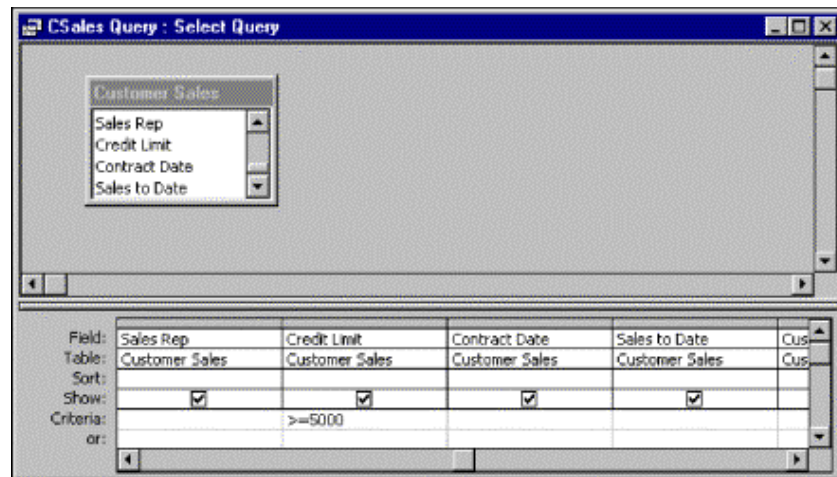 CSales Query : Select Query
Customer Sales
Sales Rep
Credit Limit
Contract Date
Sales to Date
Field: Sales Rep Credit Limit Contract Date Sales to Date Cus
Table: Customer Sales Customer Sales Customer Sales Customer Sales Cus
Sort:
Show:
Criteria: >=5000
or: